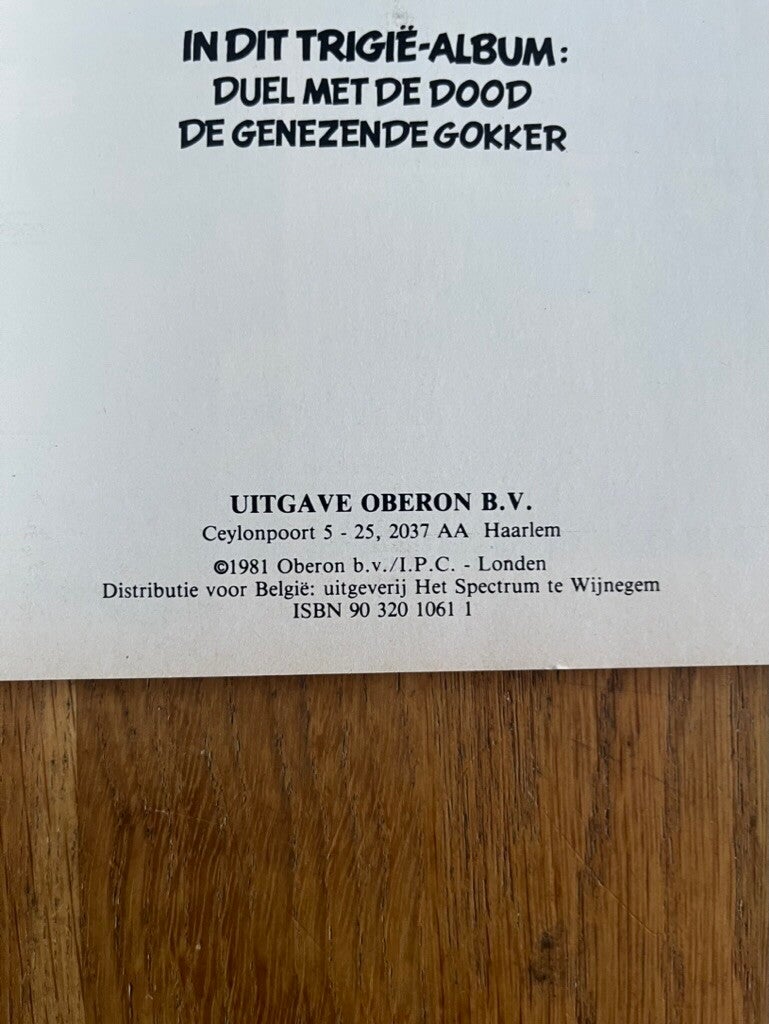 IN DIT TRIGIË-ALBUM:
DUEL MET DE DOOD
DE GENEZENDE GOKKER
UITGAVE OBERON B.V.
Ceylonpoort 5 - 25, 2037 AA Haarlem
©1981 Oberon b.v./I.P.C. - Londen
Distributie voor België: uitgeverij Het Spectrum te Wijnegem
ISBN 90 320 1061 1